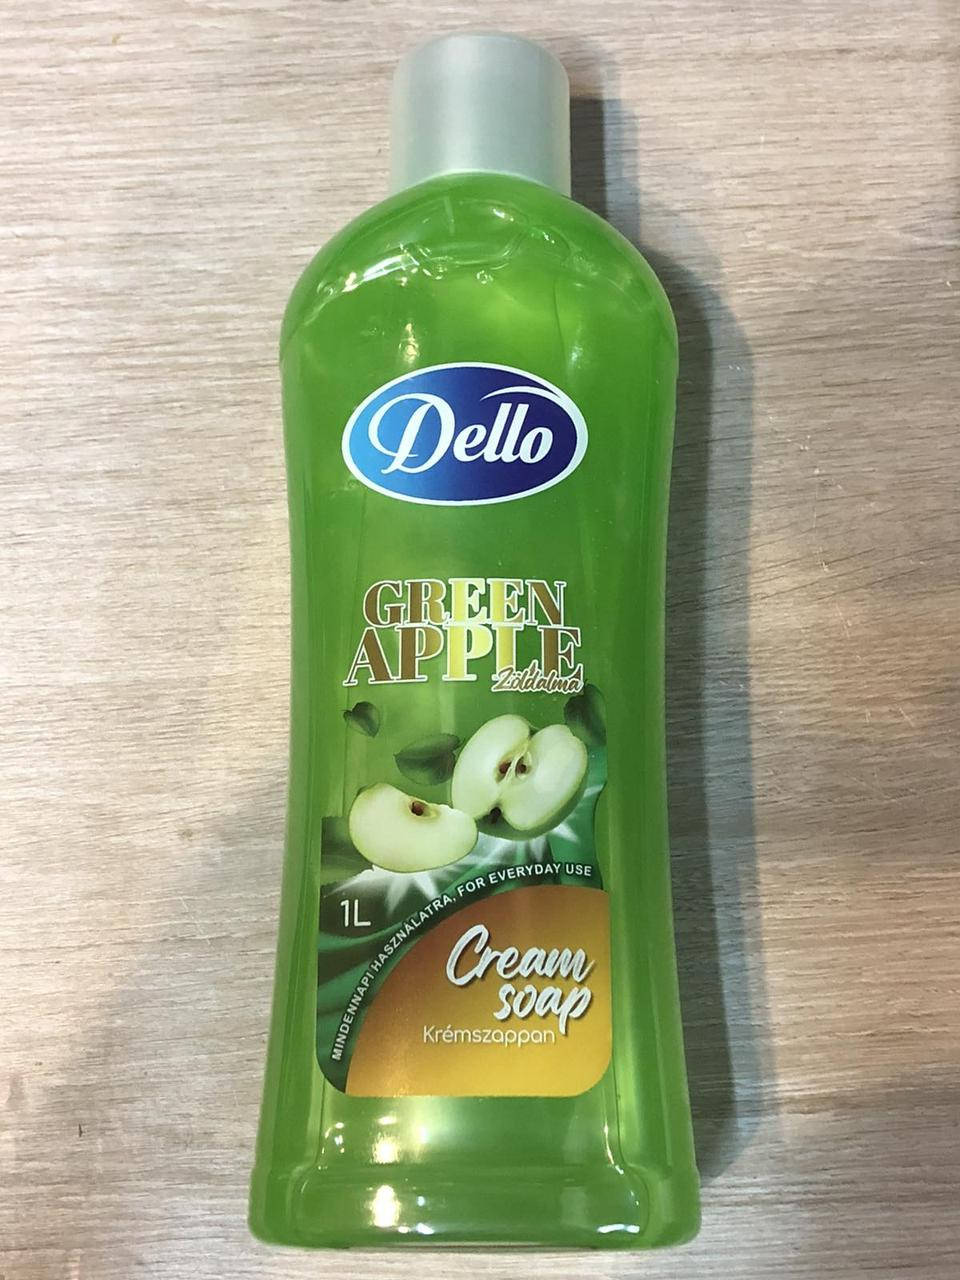 Dello
GREEN
APPLE
Zöldalma
1L
MINDENNAPI HASZNÁLATRA, FOR EVERYDAY USE
Cream
soap
Krémszappan